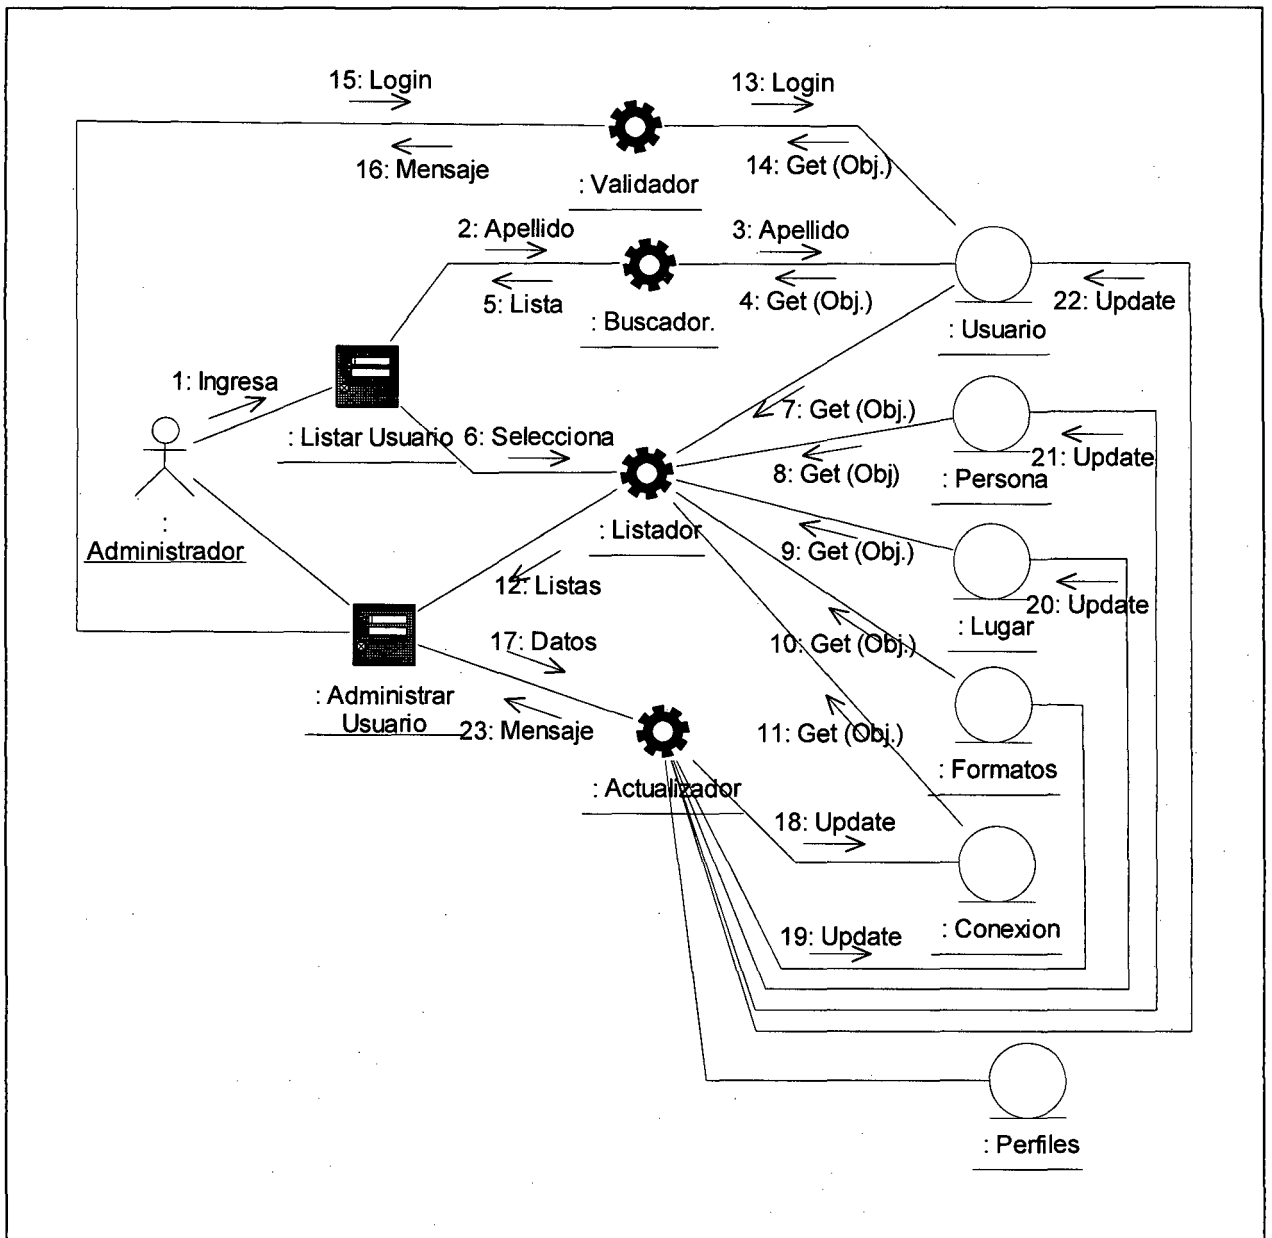 15: Login
13: Login
16: Mensaje
14: Get (Obj.)
: Validador
2: Apellido
3: Apellido
5: Lista
4: Get (Obj.)
22: Update
: Buscador.
: Usuario
1: Ingresa
7: Get (Obj.)
: Listar Usuario
6: Selecciona
21: Update
8: Get (Obj)
: Persona
:
Administrador
: Listador
9: Get (Obj.)
12: Listas
20: Update
: Lugar
17: Datos
10: Get (Obj.)
: Administrar
Usuario
23: Mensaje
11: Get (Obj.)
: Formatos
: Actualizador
18: Update
19: Update
: Conexion
: Perfiles